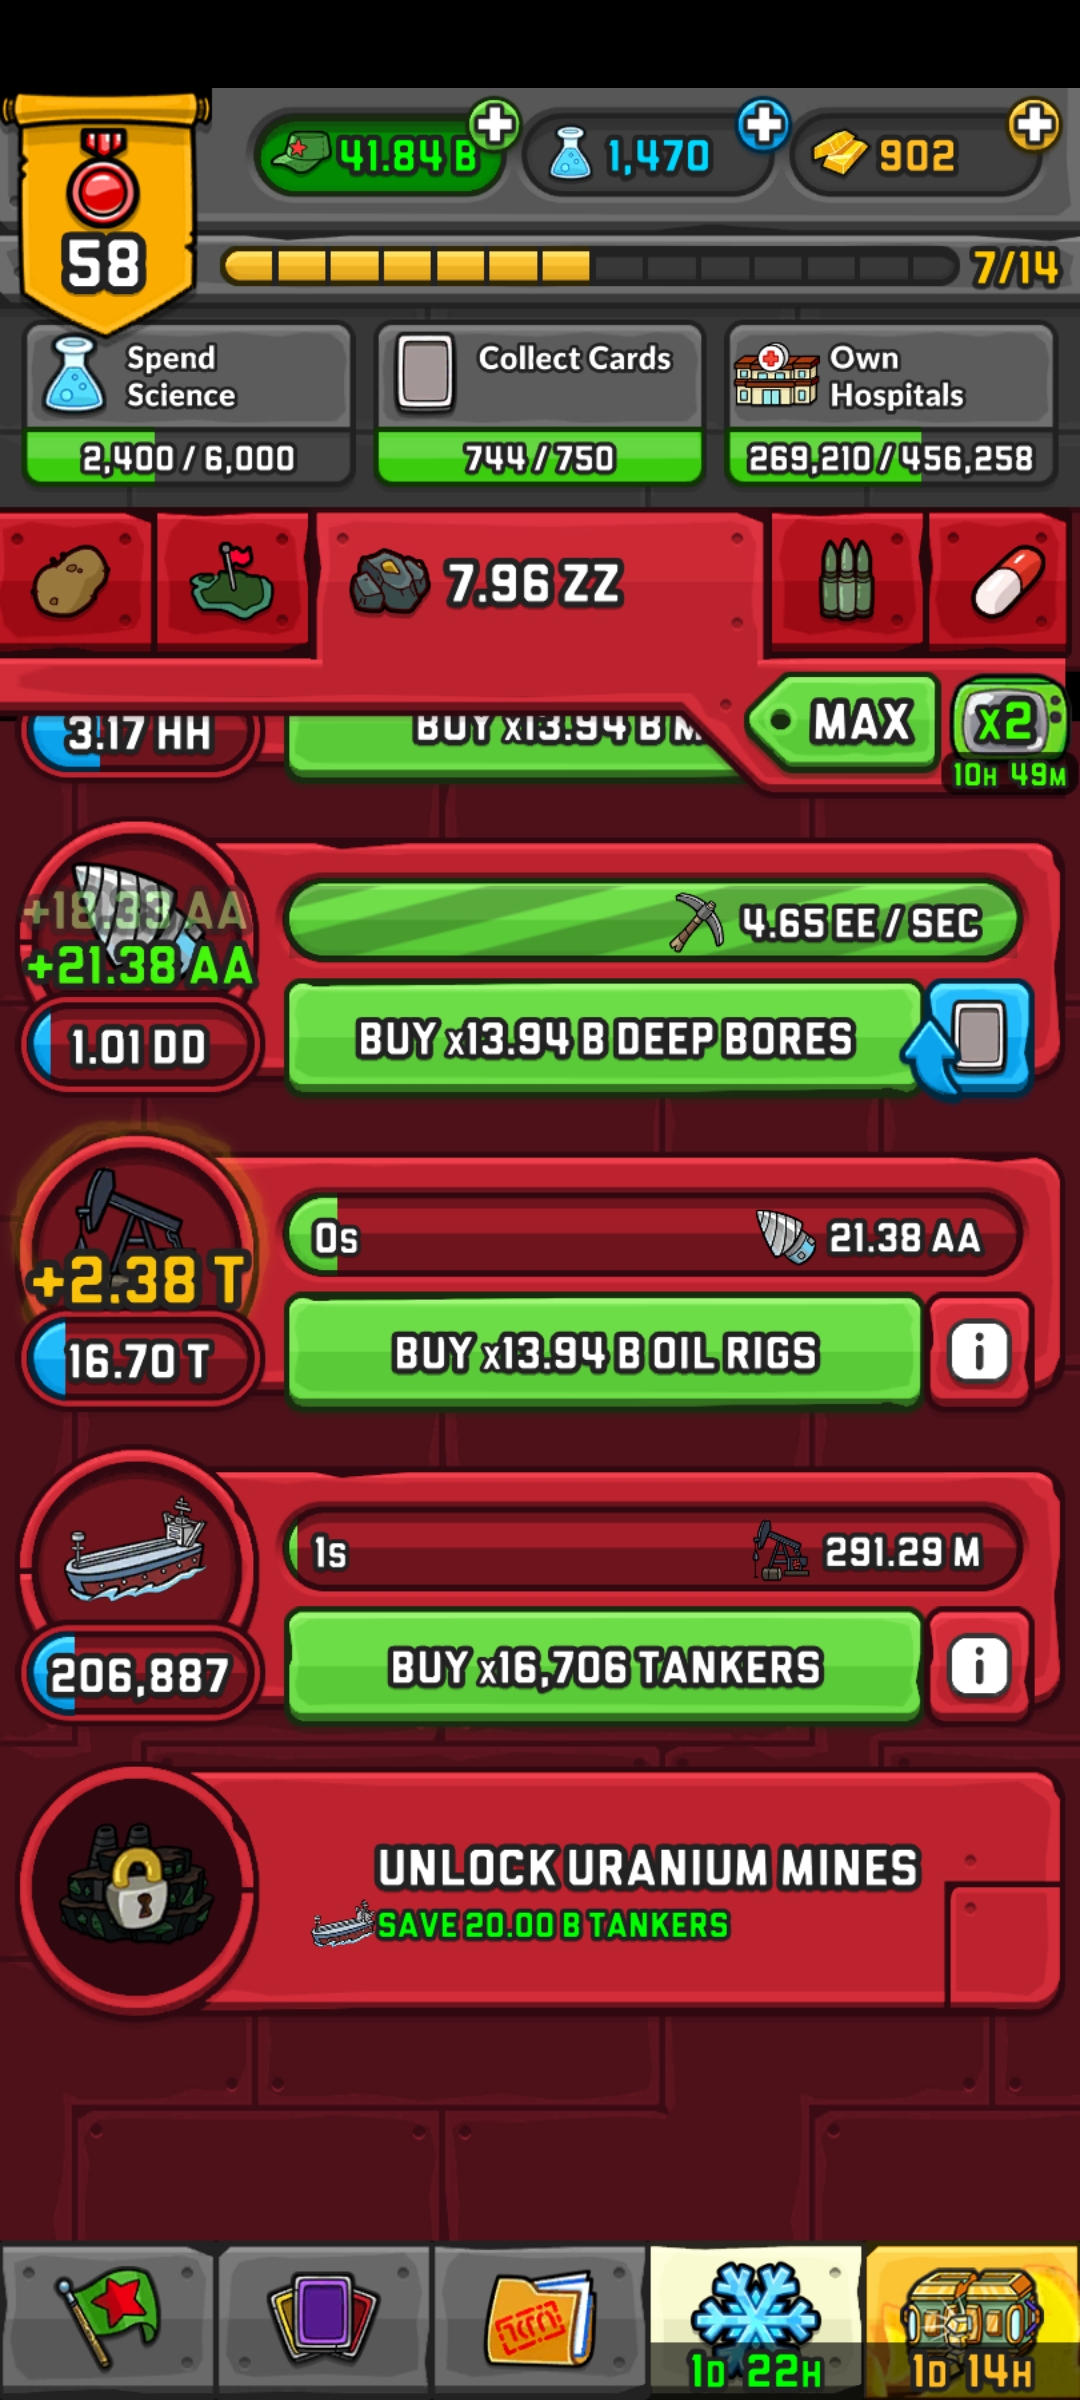 41.84 B
1,470
902
58
7/14
Spend
Science
Collect Cards
Own
Hospitals
2,400 / 6,000
744 / 750
269,210 / 456,258
7.96 ZZ
MAX
x2
10H 49M
3.17 HH
BUY x13.94 B M
+18.33 AA
+21.38 AA
4.65 EE / SEC
1.01 DD
BUY x13.94 B DEEP BORES
0s
21.38 AA
+2.38 T
16.70 T
BUY x13.94 B OIL RIGS
i
1s
291.29 M
206,887
BUY x16,706 TANKERS
i
UNLOCK URANIUM MINES
SAVE 20.00 B TANKERS
1D 22H
1D 14H